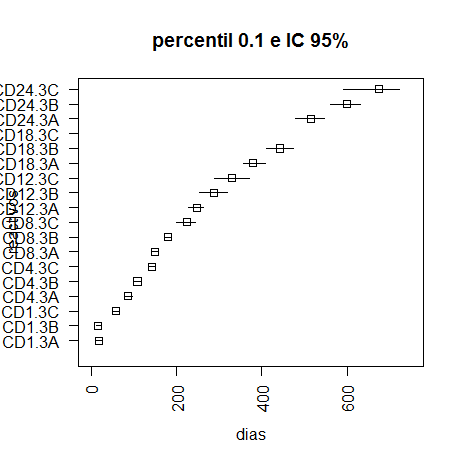 percentil 0.1 e IC 95%
CD24.3C
CD24.3B
CD24.3A
CD18.3C
CD18.3B
CD18.3A
CD12.3C
CD12.3B
CD12.3A
CD8.3C
CD8.3B
CD8.3A
CD4.3C
CD4.3B
CD4.3A
CD1.3C
CD1.3B
CD1.3A
0 200 400 600
dias